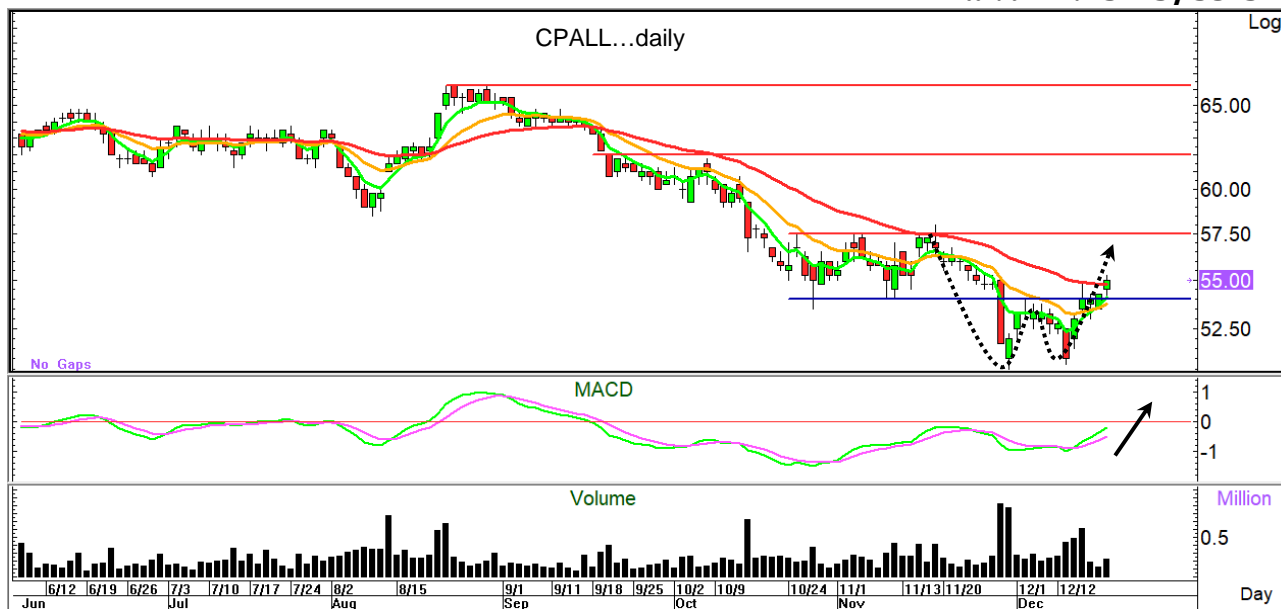 Log
CPALL...daily
65.00
60.00
57.50
55.00
52.50
No Gaps
MACD
1
0
-1
Volume
Million
0.5
6/12 6/19 6/26 7/3 7/10 7/17 7/24 8/2 8/15 9/1 9/11 9/18 9/25 10/2 10/9 10/24 11/1 11/13 11/20 12/1 12/12
Jun Jul Aug Sep Oct Nov Dec
Day